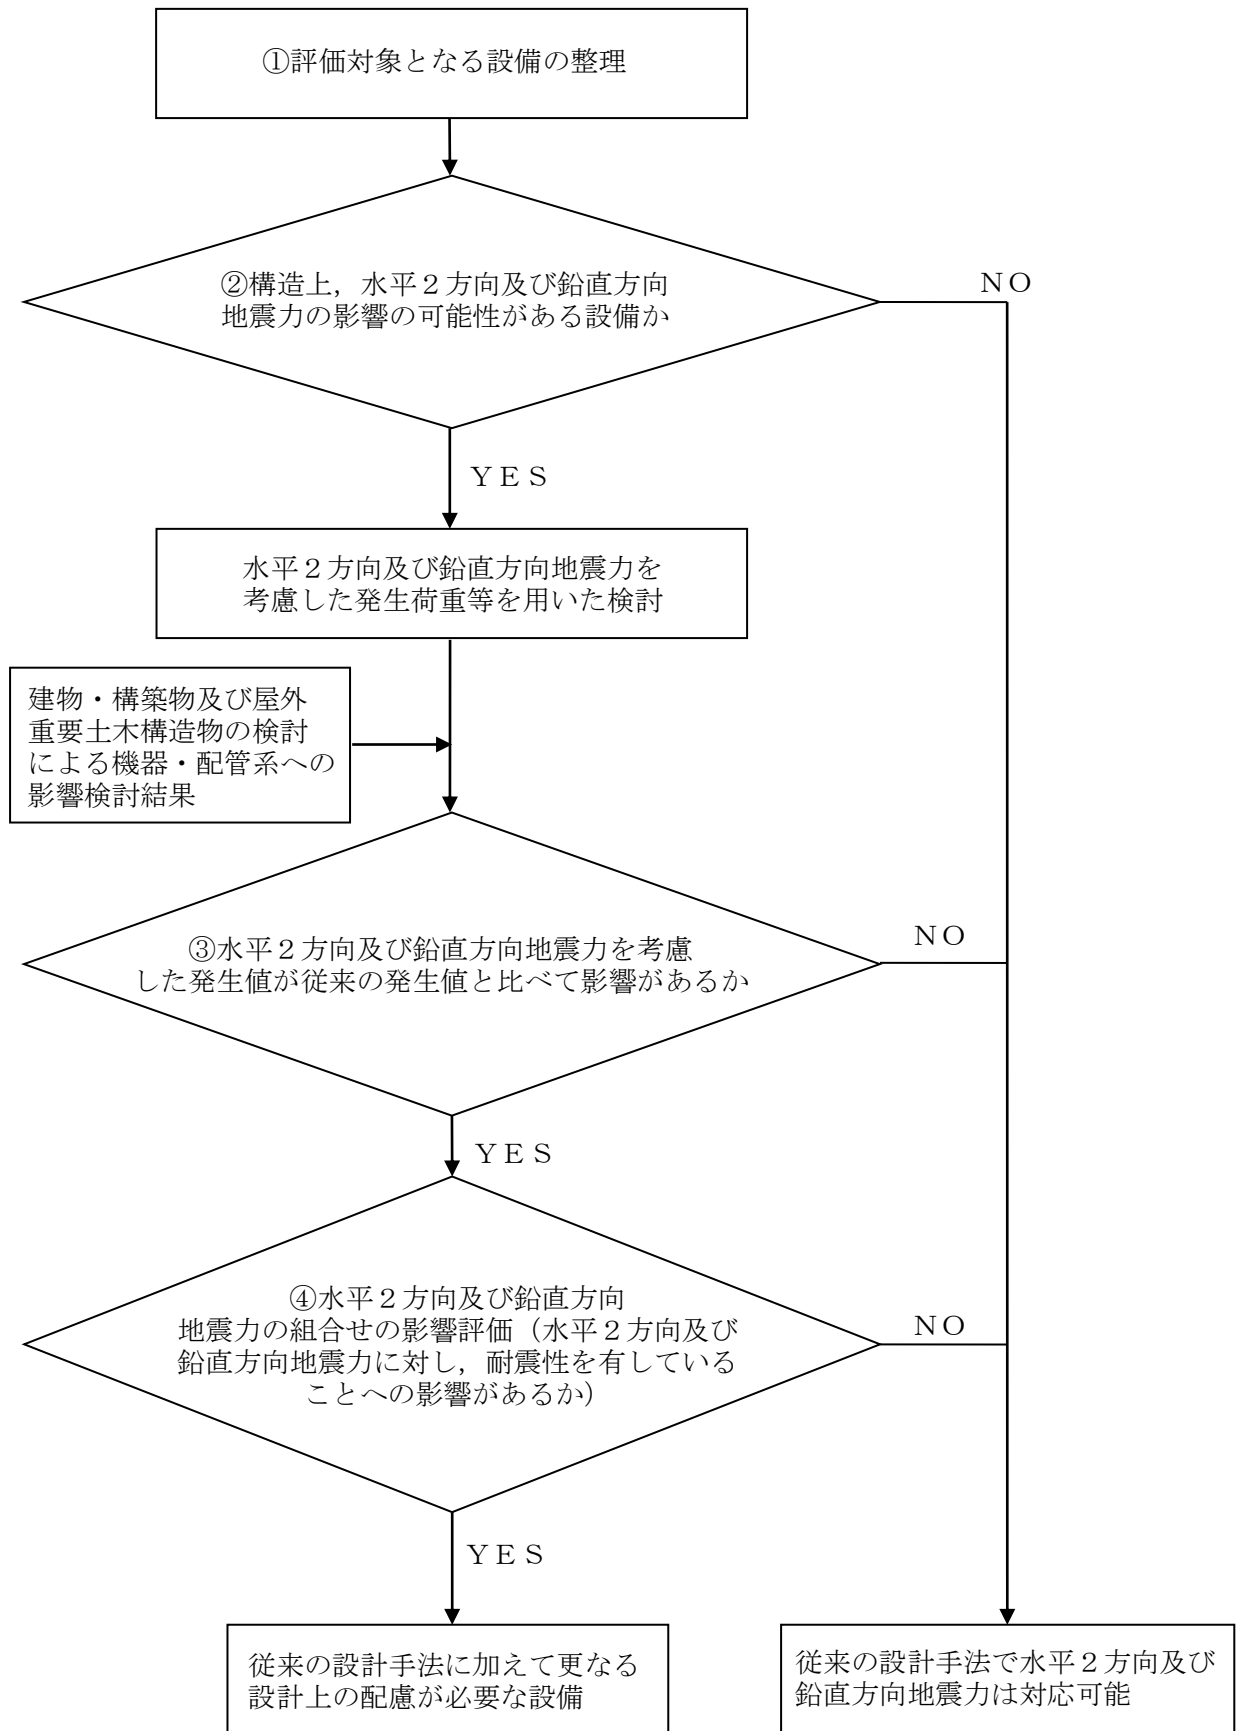 ①評価対象となる設備の整理
②構造上，水平２方向及び鉛直方向
地震力の影響の可能性がある設備か
ＮＯ
ＹＥＳ
水平２方向及び鉛直方向地震力を
考慮した発生荷重等を用いた検討
建物・構築物及び屋外
重要土木構造物の検討
による機器・配管系への
影響検討結果
③水平２方向及び鉛直方向地震力を考慮
した発生値が従来の発生値と比べて影響があるか
ＮＯ
ＹＥＳ
④水平２方向及び鉛直方向
地震力の組合せの影響評価（水平２方向及び
鉛直方向地震力に対し，耐震性を有している
ことへの影響があるか）
ＮＯ
ＹＥＳ
従来の設計手法に加えて更なる
設計上の配慮が必要な設備
従来の設計手法で水平２方向及び
鉛直方向地震力は対応可能